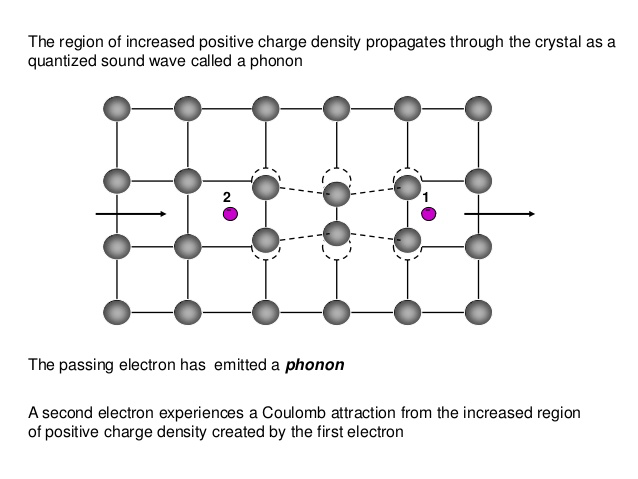 The region of increased positive charge density propagates through the crystal as a
quantized sound wave called a phonon
2
1
The passing electron has emitted a phonon
A second electron experiences a Coulomb attraction from the increased region
of positive charge density created by the first electron